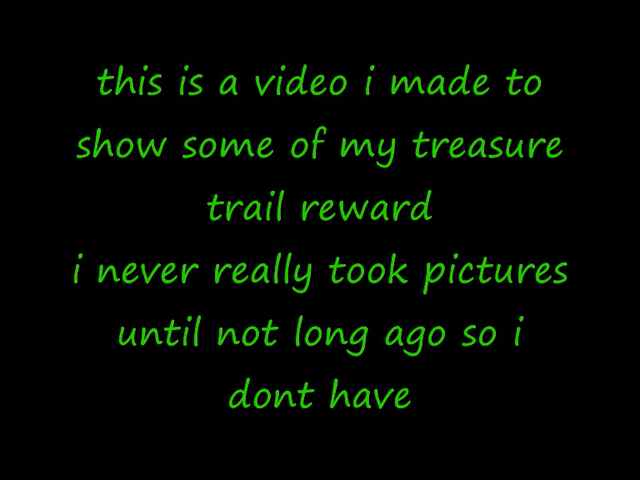 this is a video i made to
show some of my treasure
trail reward
i never really took pictures
until not long ago so i
dont have